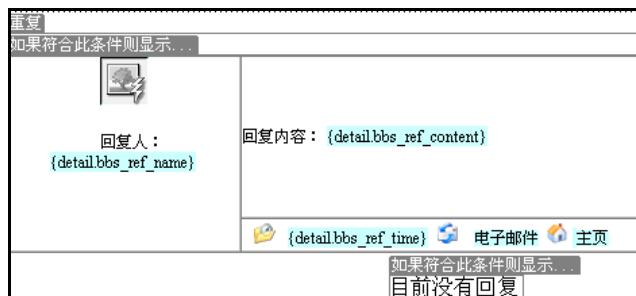 重复
如果符合此条件则显示...
回复人：
{detail.bbs_ref_name}
回复内容： {detail.bbs_ref_content}
{detail.bbs_ref_time} 电子邮件 主页
如果符合此条件则显示...
目前没有回复